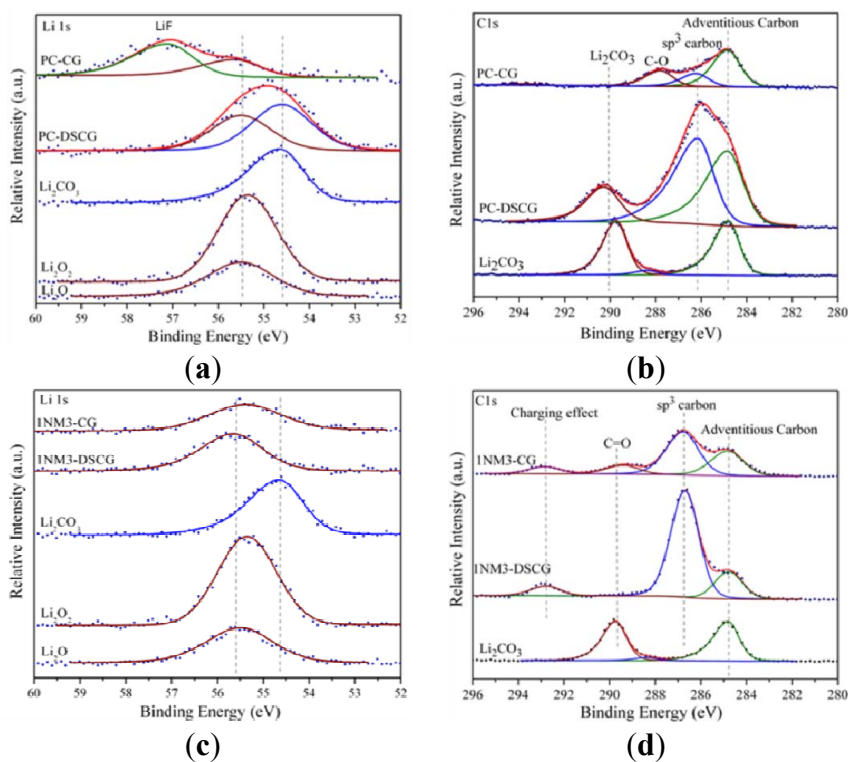 Li 1s
LiF
PC-CG
PC-DSCG
Li₂CO₃
Li₂O₂
Li₂O
Relative Intensity (a.u.)
60 59 58 57 56 55 54 53 52
Binding Energy (eV)
(a)
C1s
Adventitious Carbon
sp³ carbon
Li₂CO₃
C-O
PC-CG
PC-DSCG
Li₂CO₃
Relative Intensity (a.u.)
296 294 292 290 288 286 284 282 280
Binding Energy (eV)
(b)
Li 1s
1NM3-CG
1NM3-DSCG
Li₂CO₃
Li₂O₂
Li₂O
Relative Intensity (a.u.)
60 59 58 57 56 55 54 53 52
Binding Energy (eV)
(c)
C1s
sp³ carbon
Charging effect
Adventitious Carbon
C=O
1NM3-CG
1NM3-DSCG
Li₂CO₃
Relative Intensity (a.u.)
296 294 292 290 288 286 284 282 280
Binding Energy (eV)
(d)